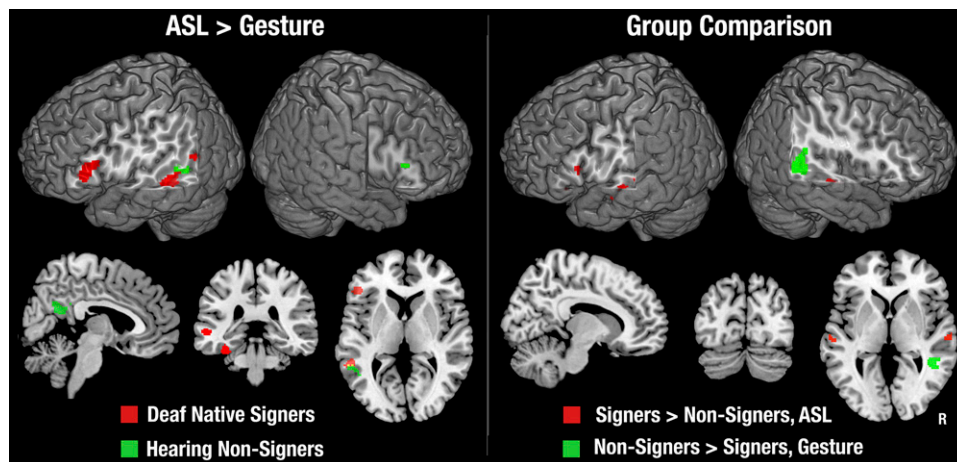 ASL > Gesture
Group Comparison
Deaf Native Signers
Hearing Non-Signers
Signers > Non-Signers, ASL
Non-Signers > Signers, Gesture
R